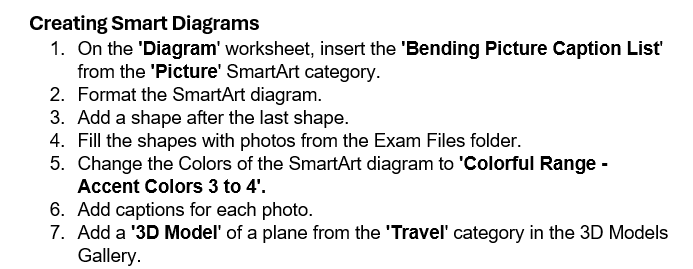 Creating Smart Diagrams
1. On the 'Diagram' worksheet, insert the 'Bending Picture Caption List'
from the 'Picture' SmartArt category.
2. Format the SmartArt diagram.
3. Add a shape after the last shape.
4. Fill the shapes with photos from the Exam Files folder.
5. Change the Colors of the SmartArt diagram to 'Colorful Range -
Accent Colors 3 to 4'.
6. Add captions for each photo.
7. Add a '3D Model' of a plane from the 'Travel' category in the 3D Models
Gallery.